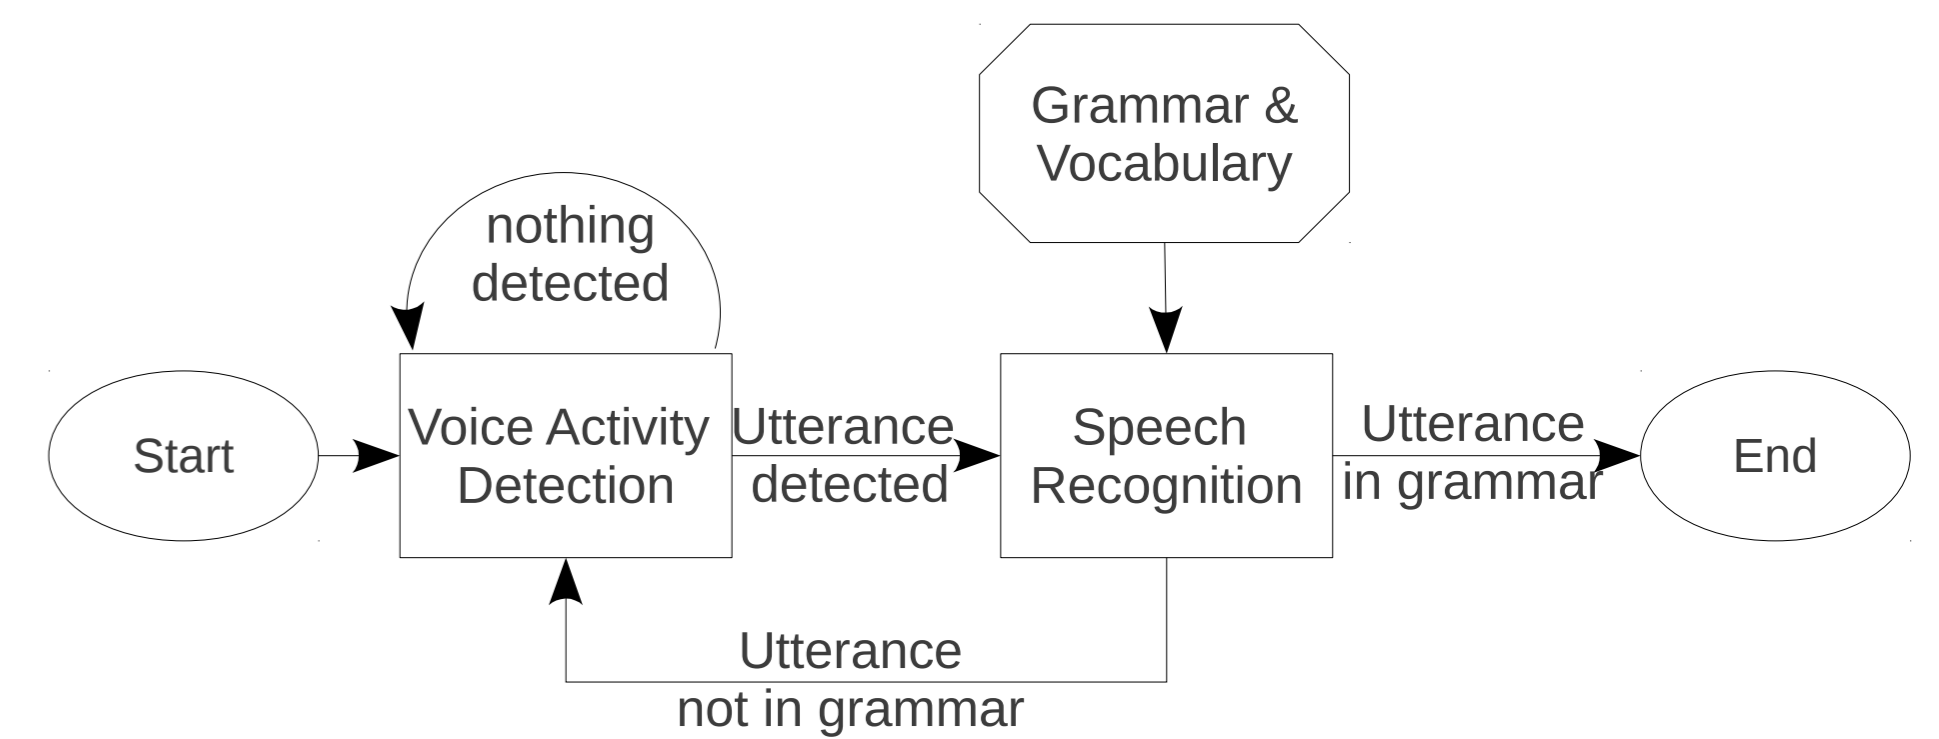 Grammar &
Vocabulary
nothing
detected
Start
Voice Activity
Detection
Utterance
detected
Speech
Recognition
Utterance
in grammar
End
Utterance
not in grammar